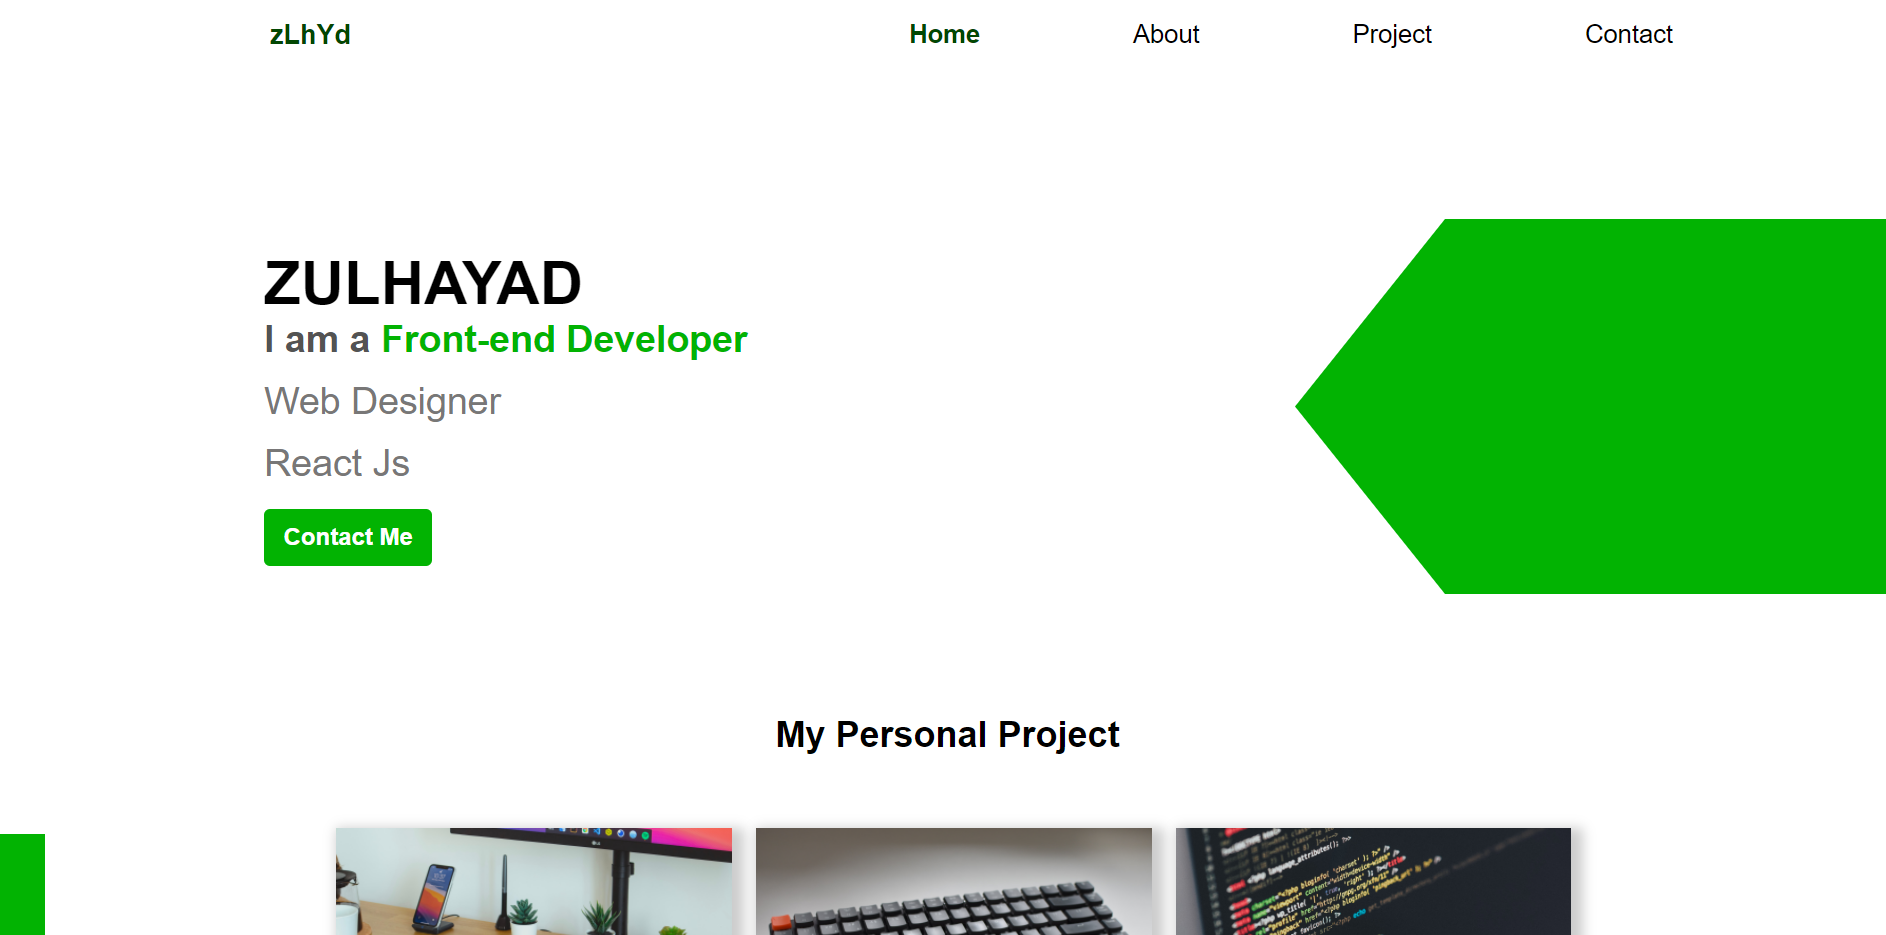 zLhYd
Home
About
Project
Contact
ZULHAYAD
I am a Front-end Developer
Web Designer
React Js
Contact Me
My Personal Project